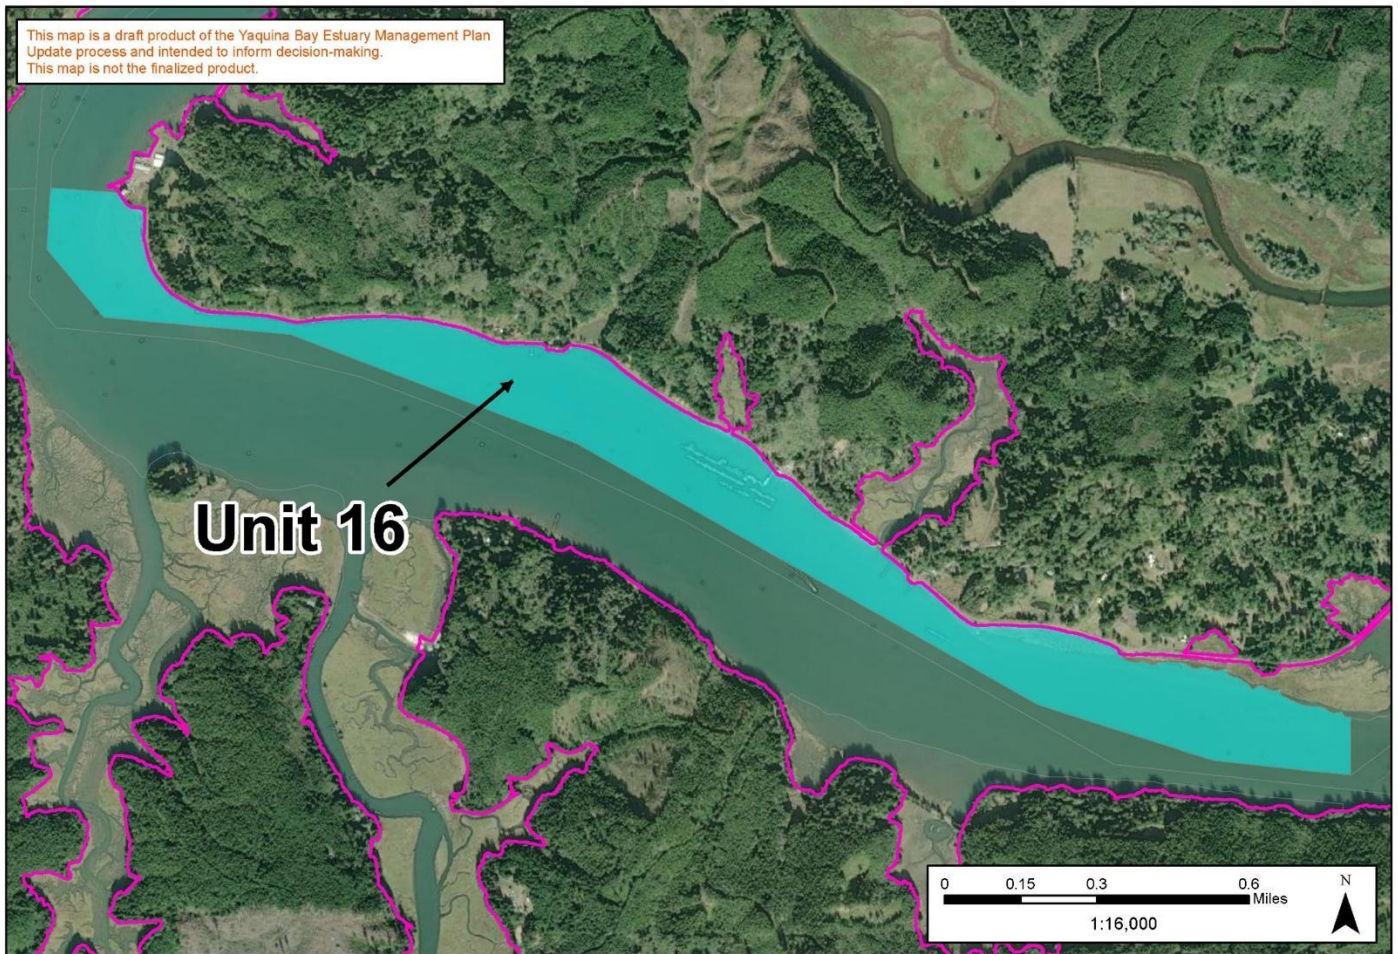 This map is a draft product of the Yaquina Bay Estuary Management Plan
Update process and intended to inform decision-making.
This map is not the finalized product.
Unit 16
0 0.15 0.3 0.6
Miles
1:16,000
N